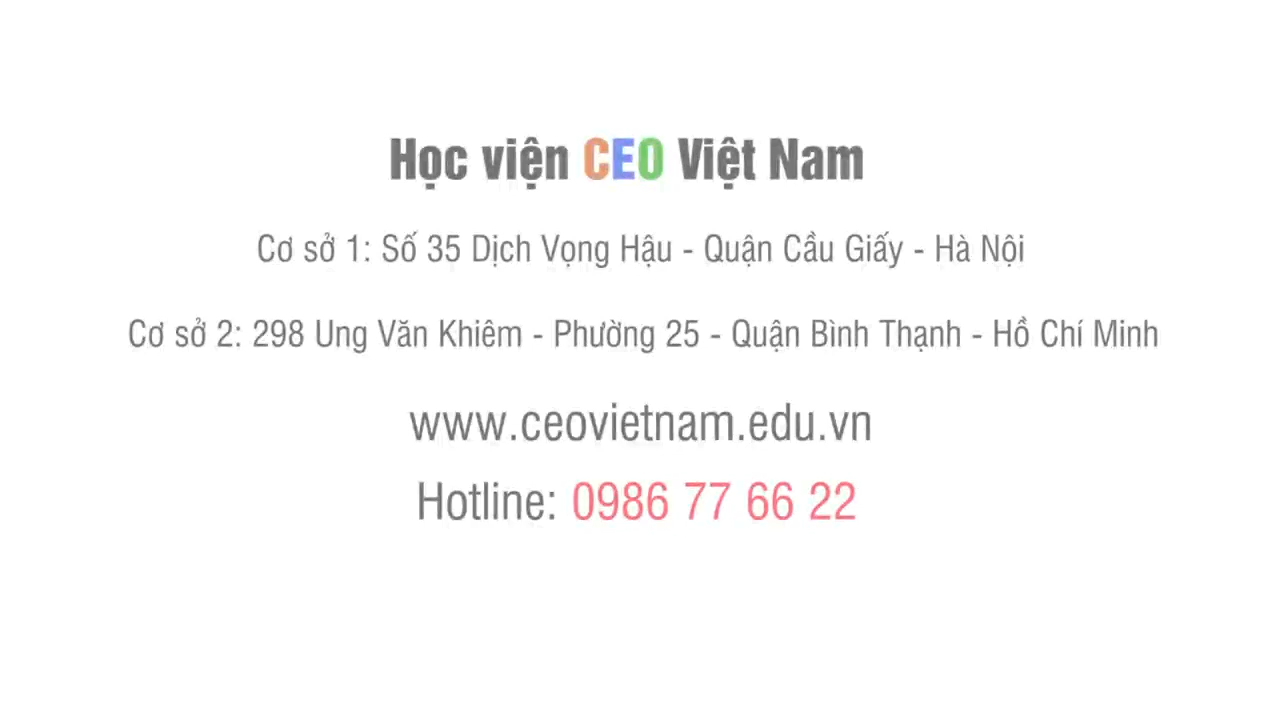 Học viện CEO Việt Nam
Cơ sở 1: Số 35 Dịch Vọng Hậu - Quận Cầu Giấy - Hà Nội
Cơ sở 2: 298 Ung Văn Khiêm - Phường 25 - Quận Bình Thạnh - Hồ Chí Minh
www.ceovietnam.edu.vn
Hotline: 0986 77 66 22